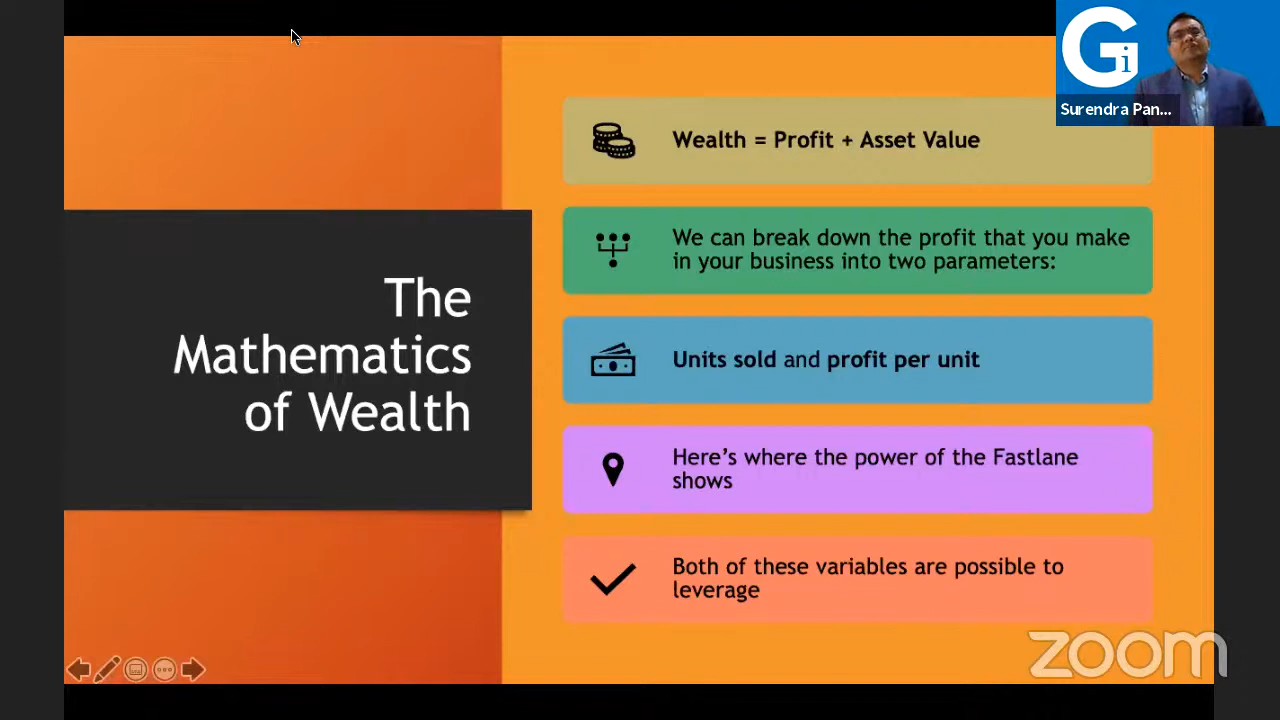 The
Mathematics
of Wealth
Wealth = Profit + Asset Value
We can break down the profit that you make
in your business into two parameters:
Units sold and profit per unit
Here's where the power of the Fastlane
shows
Both of these variables are possible to
leverage
Gi
Surendra Pan...
zoom